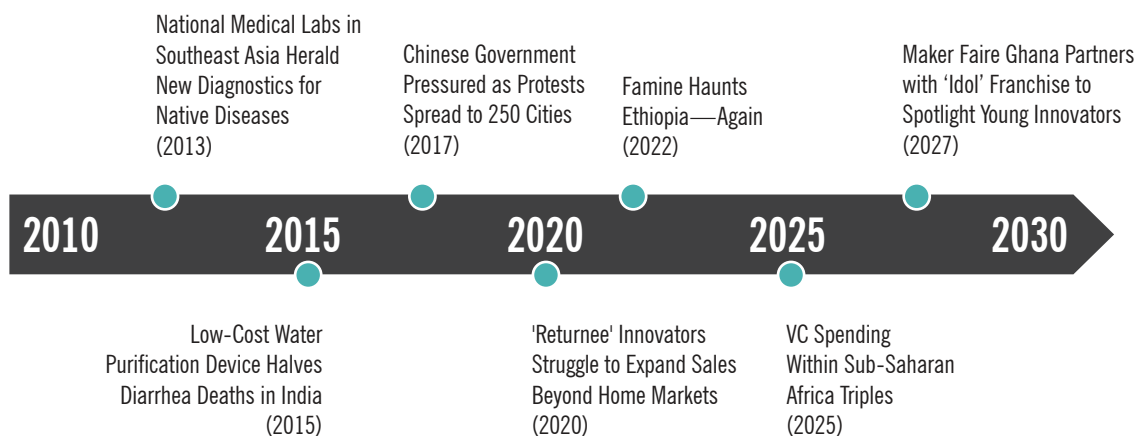 National Medical Labs in
Southeast Asia Herald
New Diagnostics for
Native Diseases
(2013)
Chinese Government
Pressured as Protests
Spread to 250 Cities
(2017)
Famine Haunts
Ethiopia—Again
(2022)
Maker Faire Ghana Partners
with ‘Idol’ Franchise to
Spotlight Young Innovators
(2027)
2010 2015 2020 2025 2030
Low-Cost Water
Purification Device Halves
Diarrhea Deaths in India
(2015)
'Returnee' Innovators
Struggle to Expand Sales
Beyond Home Markets
(2020)
VC Spending
Within Sub-Saharan
Africa Triples
(2025)